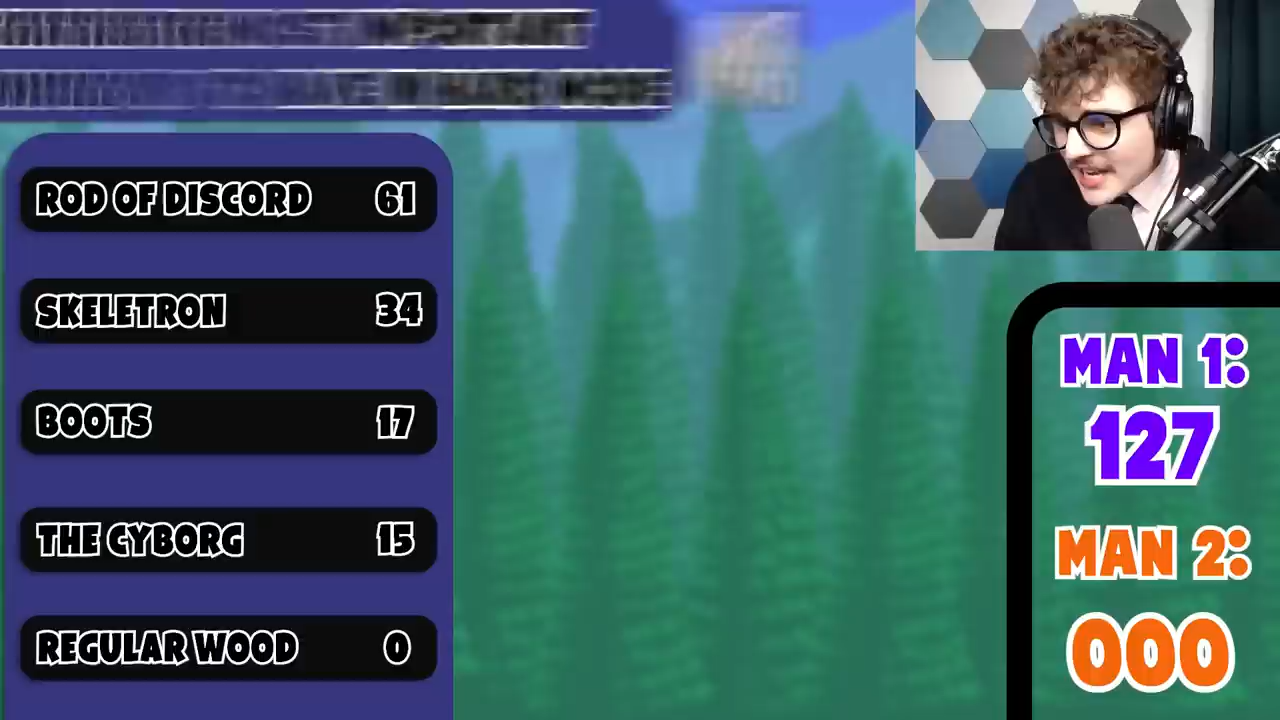 ROD OF DISCORD 61
SKELETRON 34
BOOTS 17
THE CYBORG 15
REGULAR WOOD 0
MAN 1:
127
MAN 2:
000